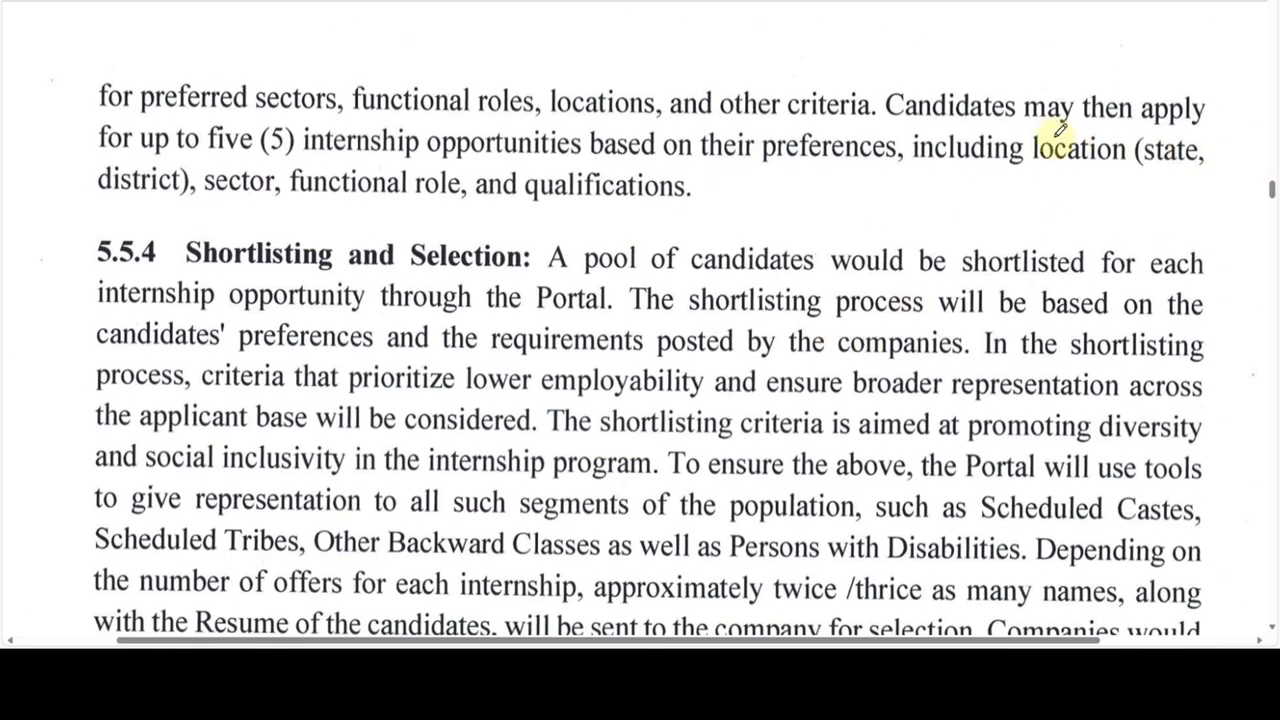 for preferred sectors, functional roles, locations, and other criteria. Candidates may then apply
for up to five (5) internship opportunities based on their preferences, including location (state,
district), sector, functional role, and qualifications.
5.5.4 Shortlisting and Selection: A pool of candidates would be shortlisted for each
internship opportunity through the Portal. The shortlisting process will be based on the
candidates' preferences and the requirements posted by the companies. In the shortlisting
process, criteria that prioritize lower employability and ensure broader representation across
the applicant base will be considered. The shortlisting criteria is aimed at promoting diversity
and social inclusivity in the internship program. To ensure the above, the Portal will use tools
to give representation to all such segments of the population, such as Scheduled Castes,
Scheduled Tribes, Other Backward Classes as well as Persons with Disabilities. Depending on
the number of offers for each internship, approximately twice /thrice as many names, along
with the Resume of the candidates, will be sent to the company for selection. Companies would